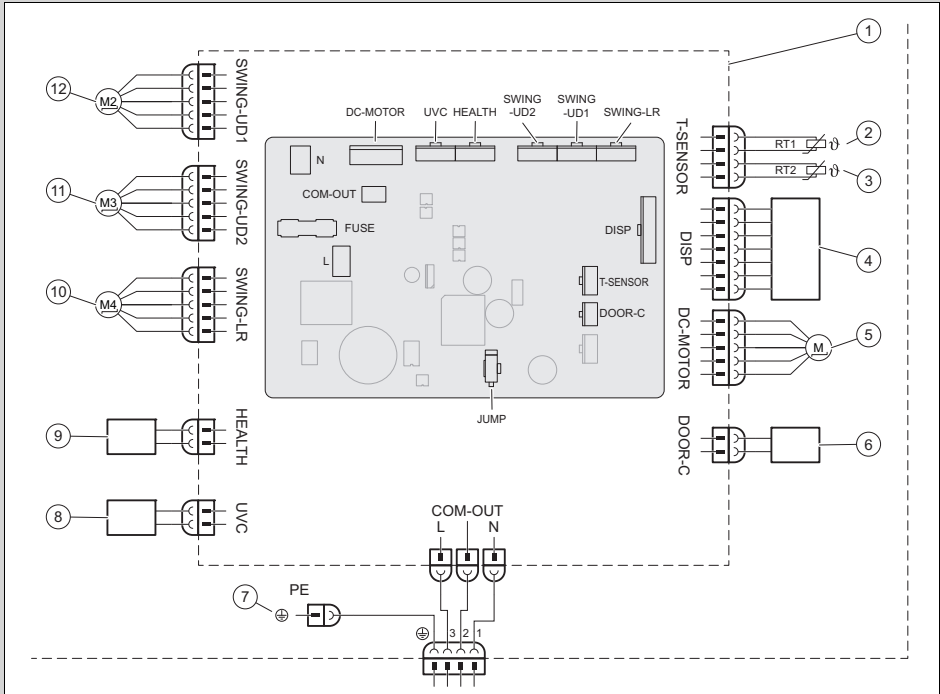 1
12
M2
SWING-UD1
DC-MOTOR
UVC
HEALTH
SWING
-UD2
SWING
-UD1
SWING-LR
T-SENSOR
RT1
ϑ
2
RT2
ϑ
3
N
COM-OUT
FUSE
L
DISP
T-SENSOR
DOOR-C
JUMP
11
M3
SWING-UD2
DISP
4
10
M4
SWING-LR
DC-MOTOR
M
5
9
HEALTH
DOOR-C
6
8
UVC
COM-OUT
L
N
7
PE
3
2
1